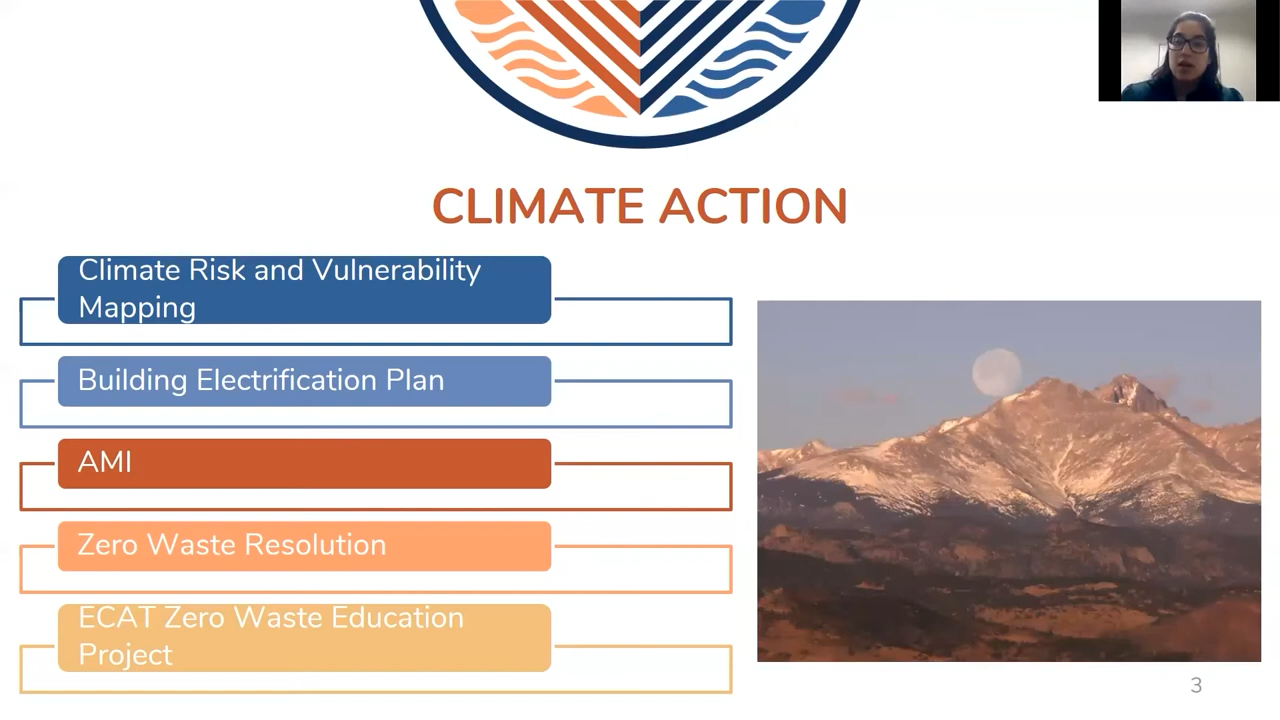 CLIMATE ACTION
Climate Risk and Vulnerability
Mapping
Building Electrification Plan
AMI
Zero Waste Resolution
ECAT Zero Waste Education
Project
3